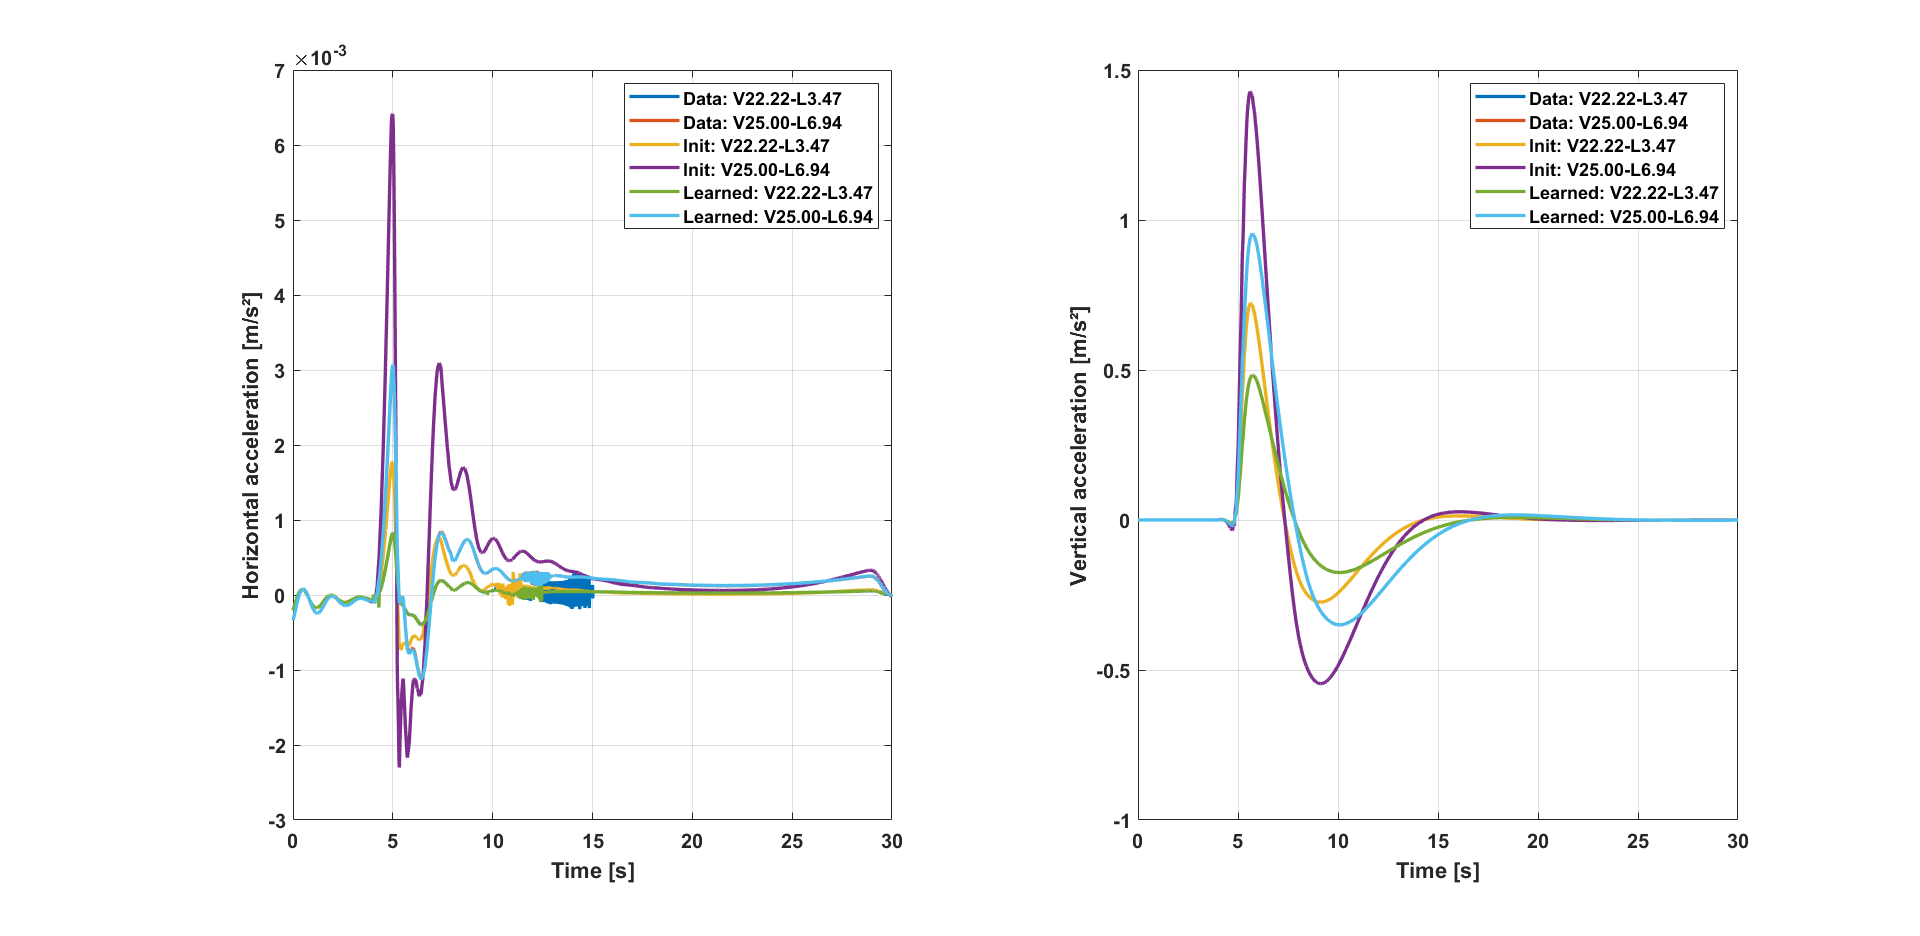 ×10⁻³
7
6
5
4
3
2
1
0
-1
-2
-3
0 5 10 15 20 25 30
Horizontal acceleration [m/s²]
Time [s]
Data: V22.22-L3.47
Data: V25.00-L6.94
Init: V22.22-L3.47
Init: V25.00-L6.94
Learned: V22.22-L3.47
Learned: V25.00-L6.94
1.5
1
0.5
0
-0.5
-1
0 5 10 15 20 25 30
Vertical acceleration [m/s²]
Time [s]
Data: V22.22-L3.47
Data: V25.00-L6.94
Init: V22.22-L3.47
Init: V25.00-L6.94
Learned: V22.22-L3.47
Learned: V25.00-L6.94